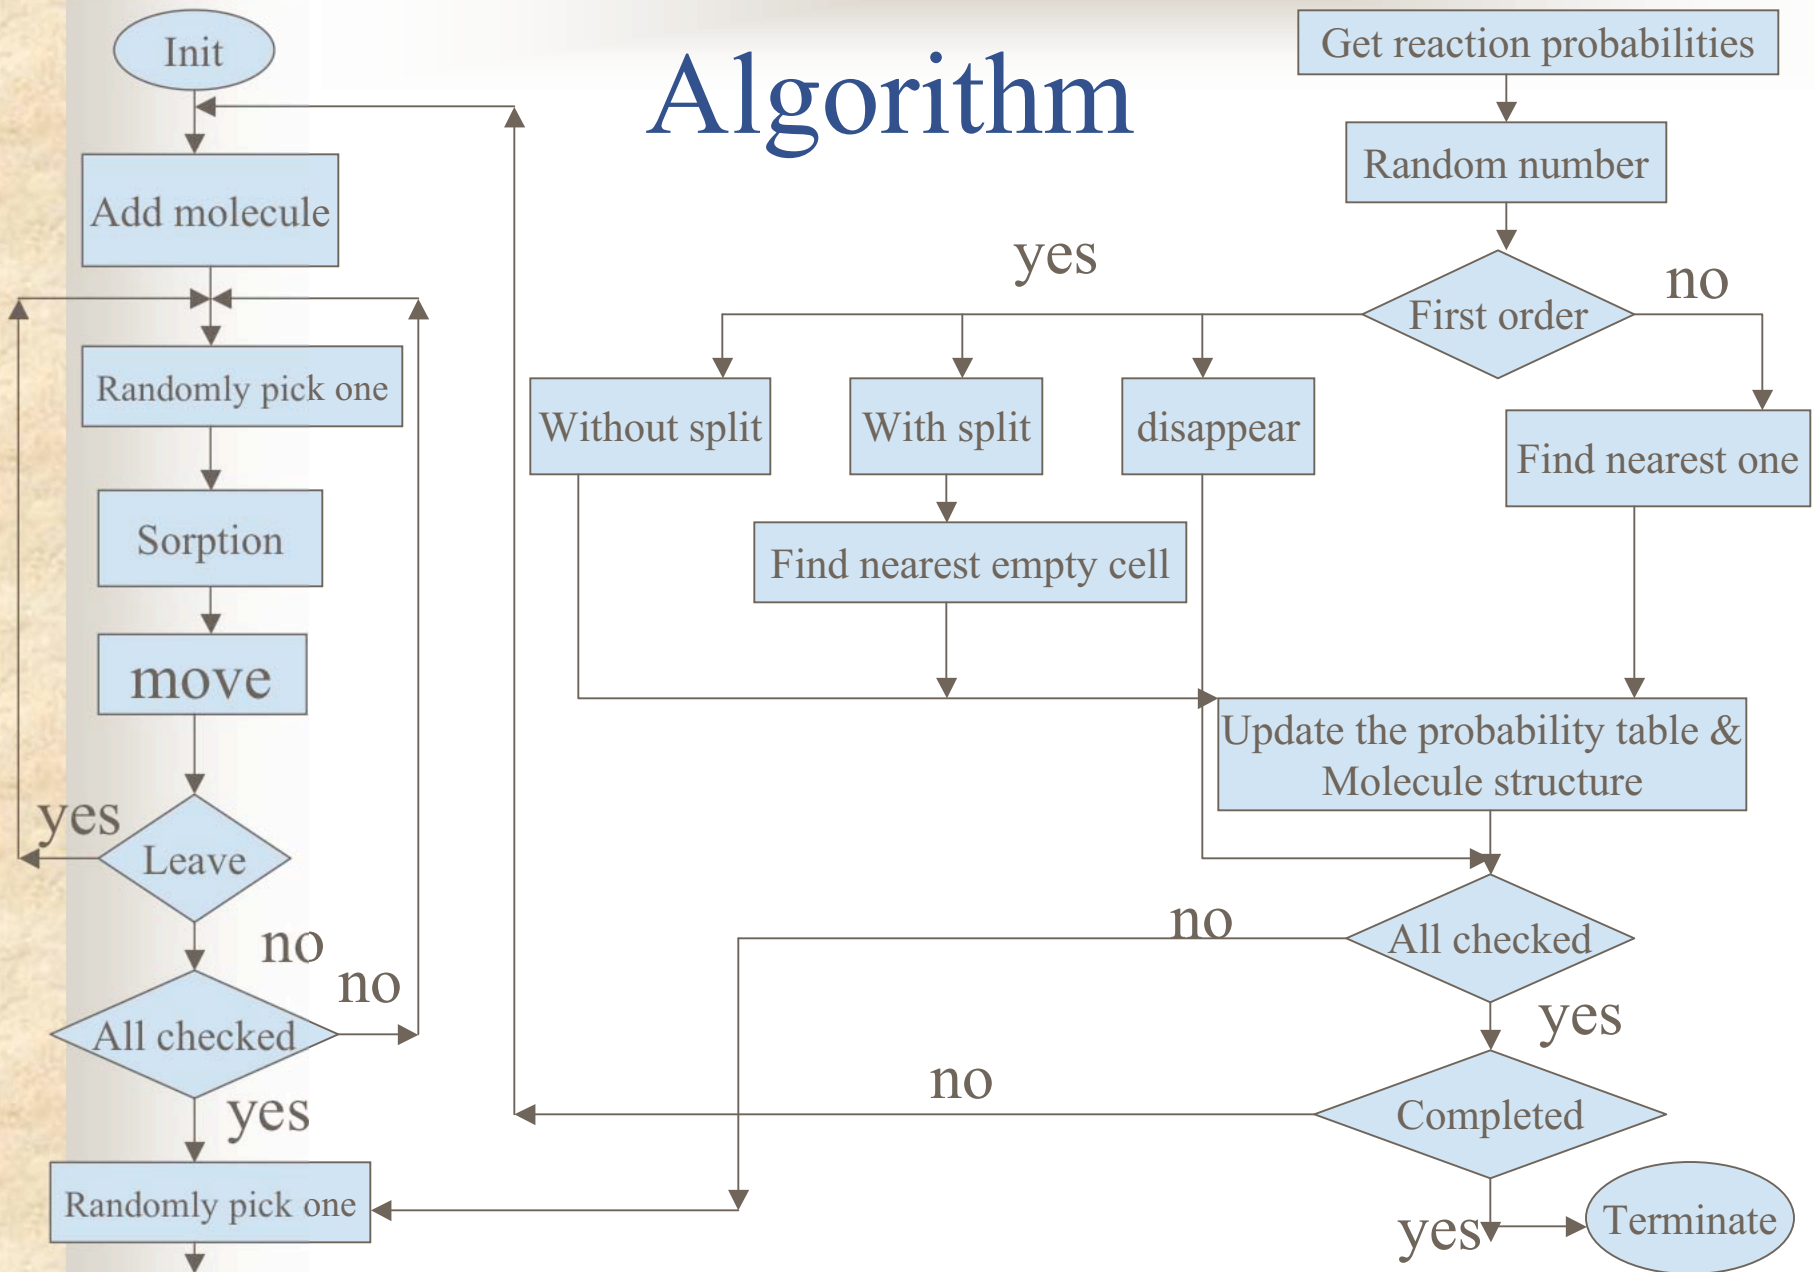 Algorithm
Init
Add molecule
Randomly pick one
Sorption
move
yes
Leave
no
no
All checked
yes
Randomly pick one
Get reaction probabilities
Random number
yes
no
First order
Without split
With split
disappear
Find nearest one
Find nearest empty cell
Update the probability table &
Molecule structure
no
All checked
yes
no
Completed
yes
Terminate